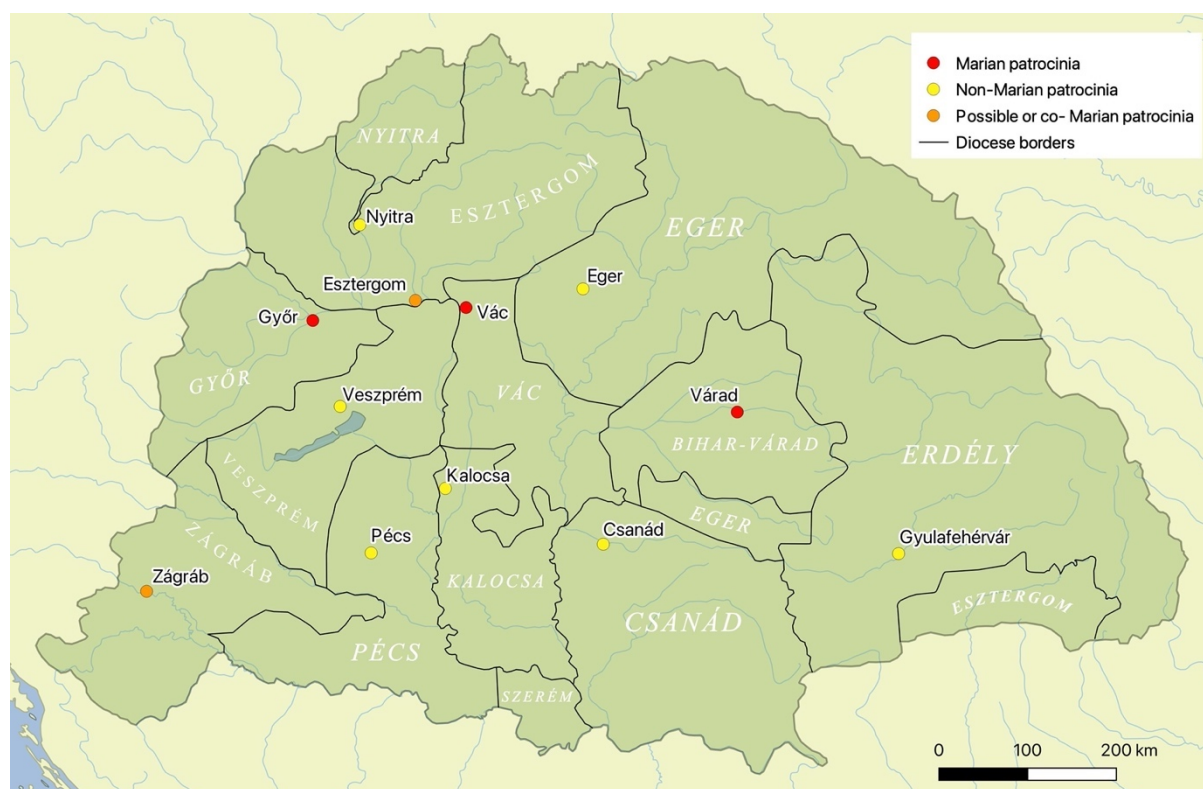 Marian patrocinia
Non-Marian patrocinia
Possible or co- Marian patrocinia
Diocese borders
NYITRA
ESZTERGOM
Nyitra
EGER
Esztergom
Eger
Győr
Vác
GYŐR
Veszprém
VÁC
Várad
BIHAR-VÁRAD
ERDÉLY
VESZPRÉM
Kalocsa
EGER
ZÁGRÁB
Pécs
Csanád
Gyulafehérvár
Zágráb
KALOCSA
ESZTERGOM
CSANÁD
PÉCS
SZERÉM
0 100 200 km